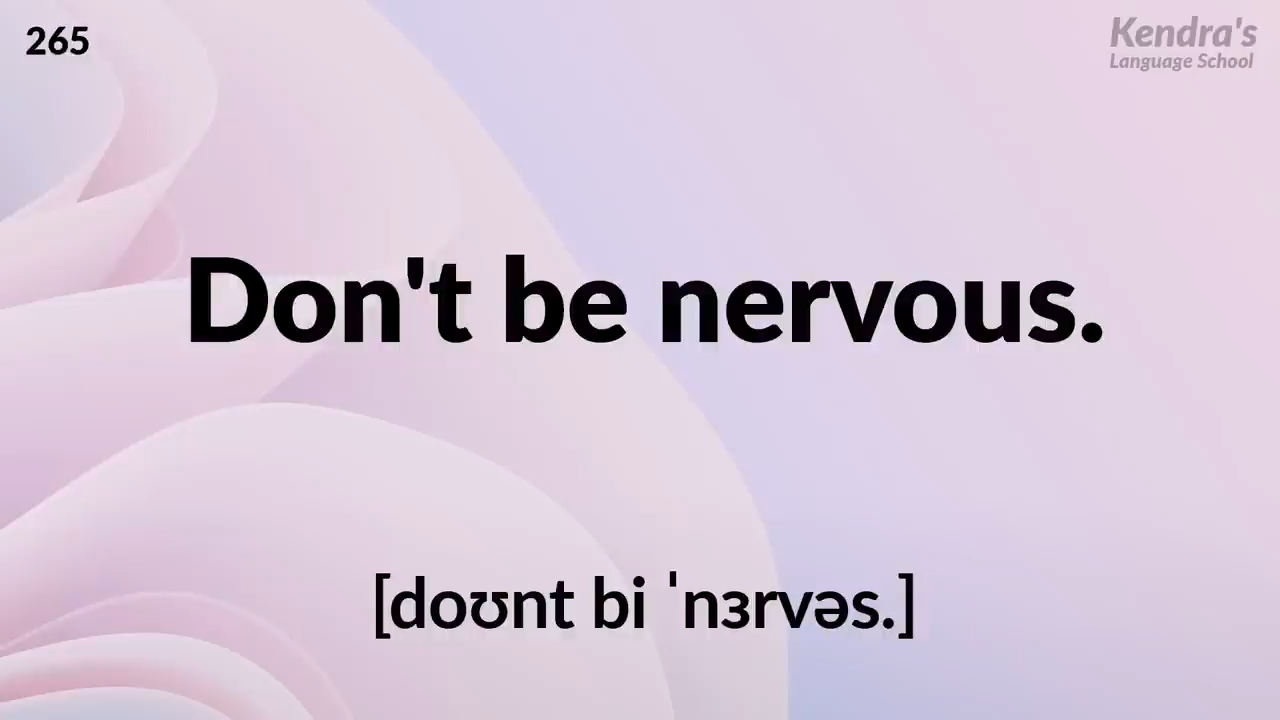 265
Kendra's
Language School
Don't be nervous.
[doʊnt bi ˈnɜrvəs.]